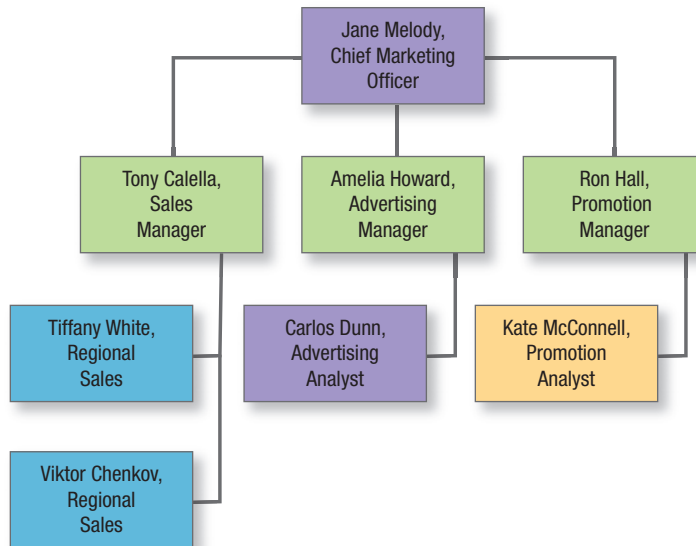 Jane Melody,
Chief Marketing
Officer
Tony Calella,
Sales
Manager
Amelia Howard,
Advertising
Manager
Ron Hall,
Promotion
Manager
Tiffany White,
Regional
Sales
Carlos Dunn,
Advertising
Analyst
Kate McConnell,
Promotion
Analyst
Viktor Chenkov,
Regional
Sales